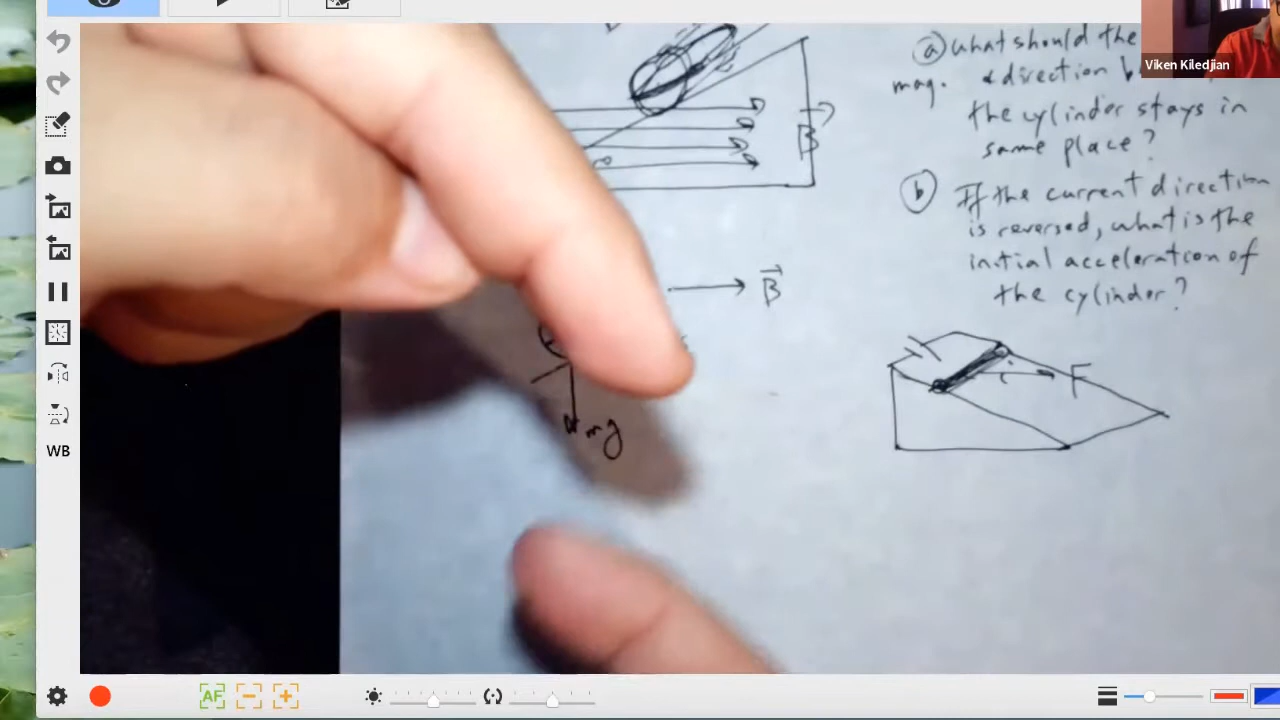 ⓐ What should the
mag. & direction b
the cylinder stays in
same place?
Viken Kiledjian
B
ⓑ If the current direction
is reversed, what is the
initial acceleration of
the cylinder?
B
F
mg
WB
AF